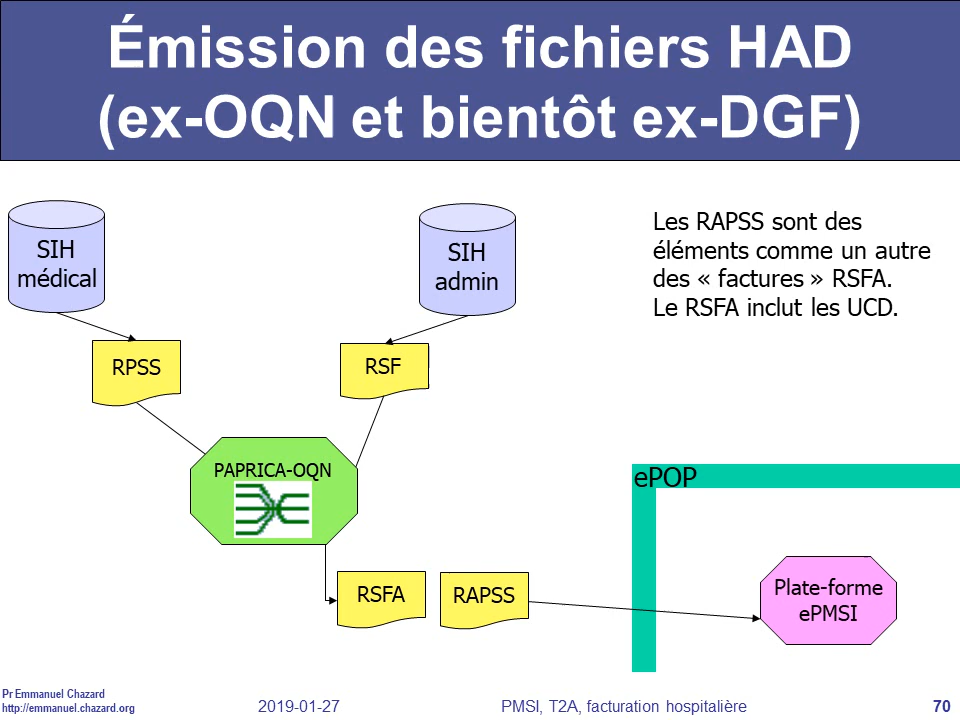 Émission des fichiers HAD
(ex-OQN et bientôt ex-DGF)
SIH
médical
SIH
admin
Les RAPSS sont des
éléments comme un autre
des « factures » RSFA.
Le RSFA inclut les UCD.
RPSS
RSF
PAPRICA-OQN
ePOP
RSFA
RAPSS
Plate-forme
ePMSI
Pr Emmanuel Chazard
http://emmanuel.chazard.org
2019-01-27
PMSI, T2A, facturation hospitalière
70